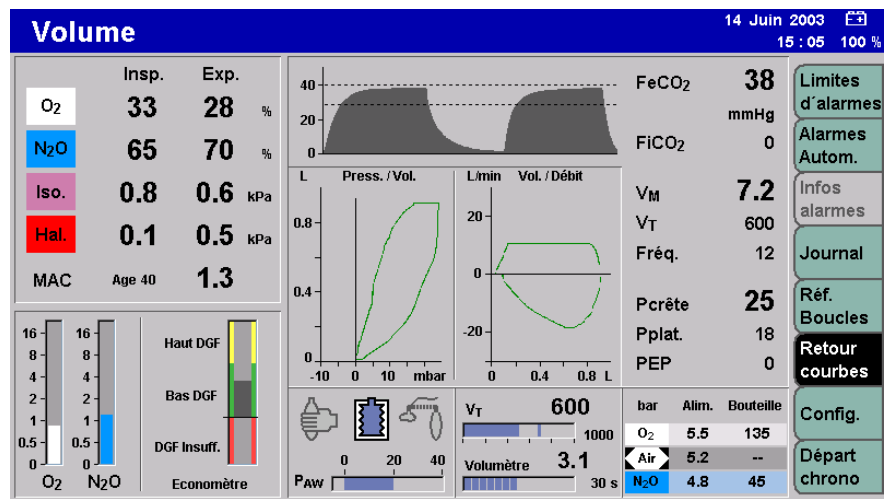 Volume
14 Juin 2003
15 : 05 100 %
Insp. Exp.
O2 33 28 %
N2O 65 70 %
Iso. 0.8 0.6 kPa
Hal. 0.1 0.5 kPa
MAC Age 40 1.3
40
20
0
FeCO2 38
mmHg
FiCO2 0
L Press. / Vol.
0.8
0.4
0
-10 0 10 mbar
L/min Vol. / Débit
20
0
-20
0 0.4 0.8 L
VM 7.2
VT 600
Fréq. 12
Pcrête 25
Pplat. 18
PEP 0
16 16
8 8
4 4
2 2
1 1
0.5 0.5
0 0
O2 N2O
Haut DGF
Bas DGF
DGF Insuff.
Economètre
0 20 40
PAW
VT 600
1000
Volumètre 3.1
30 s
bar Alim. Bouteille
O2 5.5 135
Air 5.2 --
N2O 4.8 45
Limites
d´alarmes
Alarmes
Autom.
Infos
alarmes
Journal
Réf.
Boucles
Retour
courbes
Config.
Départ
chrono